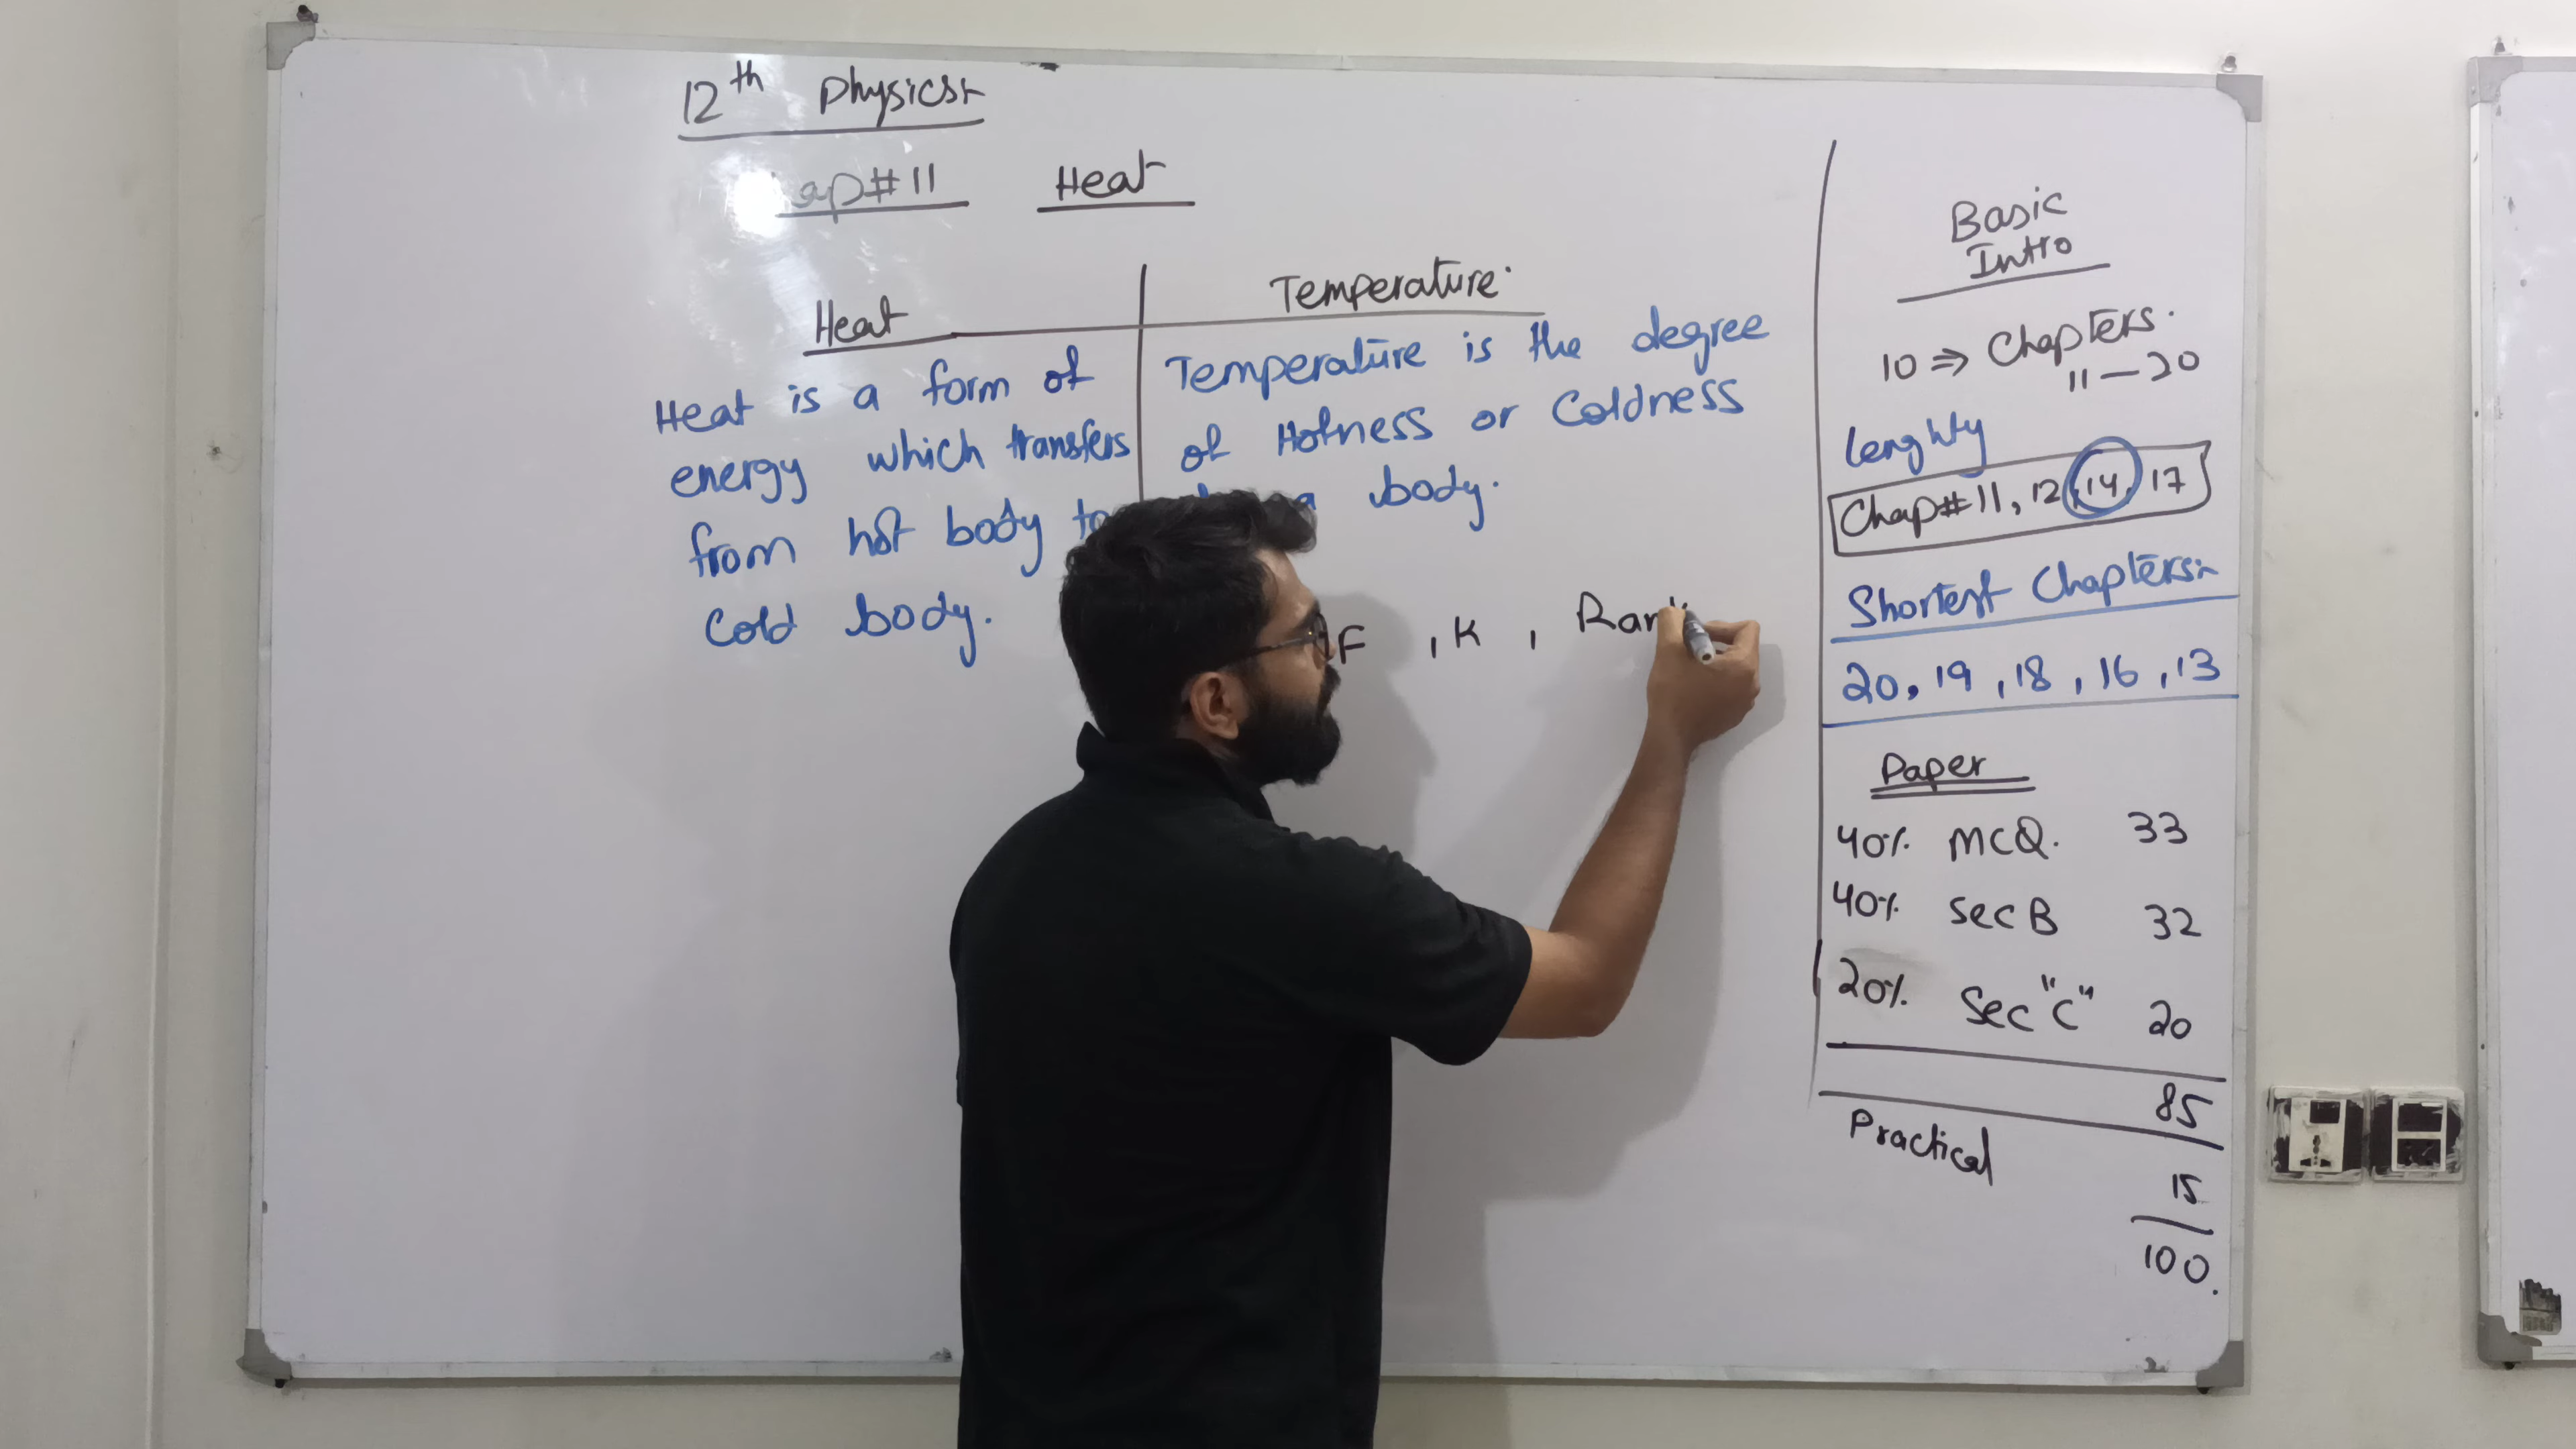 12th Physics:-
ap#11 Heat
Heat
Heat is a form of
energy which transfers
from hot body to
cold body.
Temperature.
Temperature is the degree
of Hotness or Coldness
a body.
F , K , Ran
Basic
Intro
10 ⇒ Chapters.
11 — 20
lenghty
Chap# 11, 12, 14, 17
Shortest Chapters:-
20, 19, 18, 16, 13
Paper
40% MCQ. 33
40% Sec B 32
20% Sec "C" 20
85
Practical
15
100.